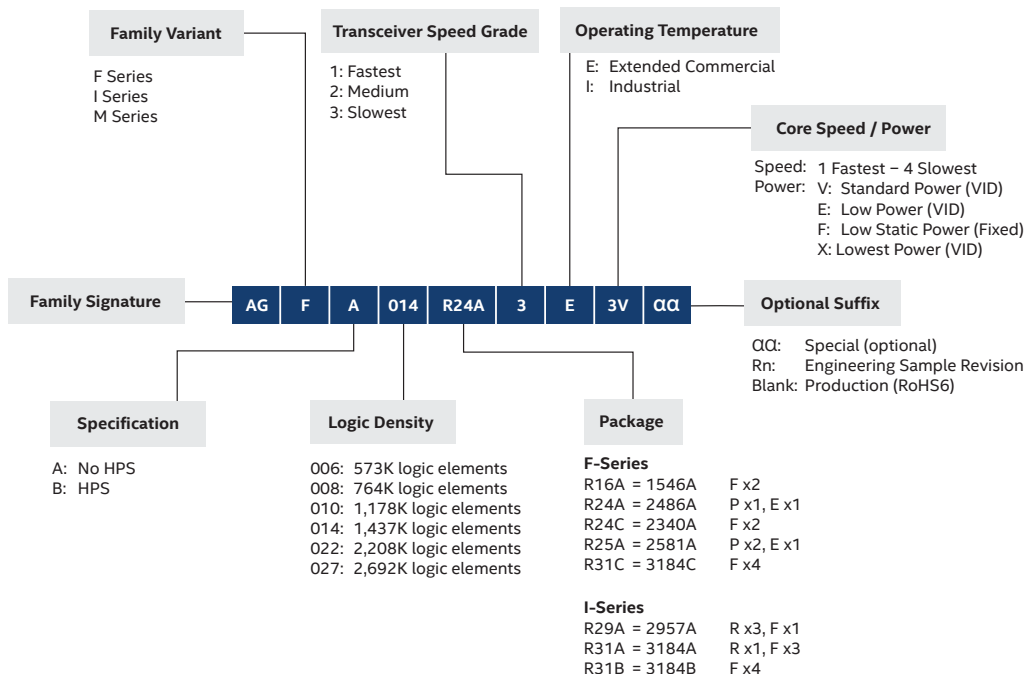 Family Variant
F Series
I Series
M Series
Transceiver Speed Grade
1: Fastest
2: Medium
3: Slowest
Operating Temperature
E: Extended Commercial
I: Industrial
Core Speed / Power
Speed: 1 Fastest – 4 Slowest
Power: V: Standard Power (VID)
E: Low Power (VID)
F: Low Static Power (Fixed)
X: Lowest Power (VID)
Family Signature
AG F A 014 R24A 3 E 3V αα
Optional Suffix
αα: Special (optional)
Rn: Engineering Sample Revision
Blank: Production (RoHS6)
Specification
A: No HPS
B: HPS
Logic Density
006: 573K logic elements
008: 764K logic elements
010: 1,178K logic elements
014: 1,437K logic elements
022: 2,208K logic elements
027: 2,692K logic elements
Package
F-Series
R16A = 1546A F x2
R24A = 2486A P x1, E x1
R24C = 2340A F x2
R25A = 2581A P x2, E x1
R31C = 3184C F x4
I-Series
R29A = 2957A R x3, F x1
R31A = 3184A R x1, F x3
R31B = 3184B F x4